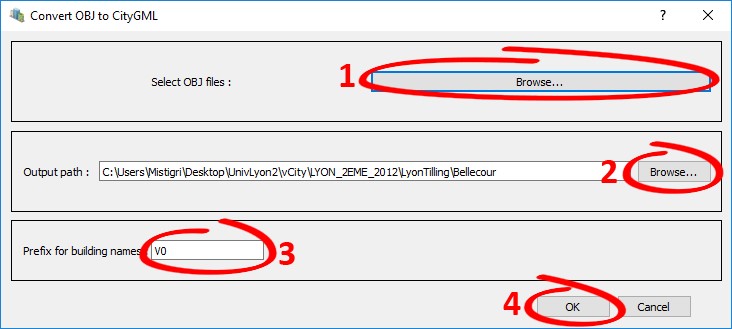 Convert OBJ to CityGML ?
1
Select OBJ files : Browse...
2
Output path : C:\Users\Mistigri\Desktop\UnivLyon2\vCity\LYON_2EME_2012\LyonTilling\Bellecour Browse...
Prefix for building names V0 3
4 OK Cancel